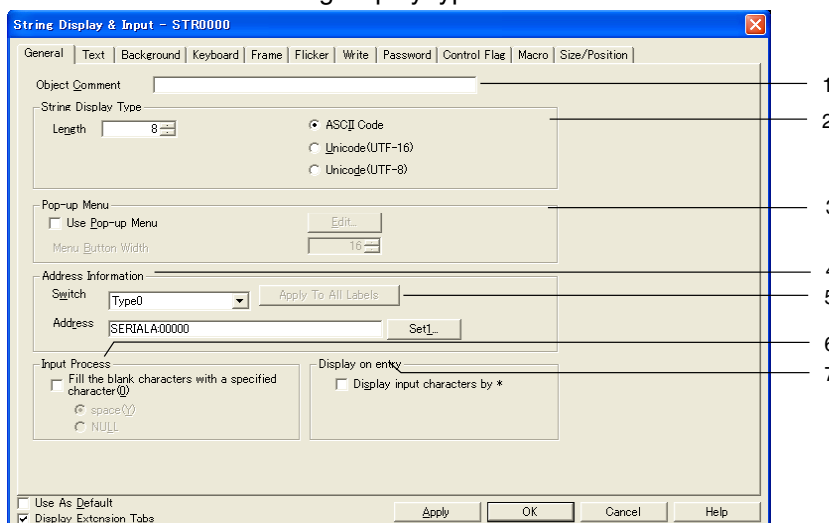 String Display & Input - STR0000
General Text Background Keyboard Frame Flicker Write Password Control Flag Macro Size/Position
Object Comment 1
String Display Type 2
Length 8 ASCII Code
Unicode(UTF-16)
Unicode(UTF-8)
Pop-up Menu 3
Use Pop-up Menu Edit...
Menu Button Width 16
Address Information 4
Switch Type0 Apply To All Labels 5
Address SERIALA:00000 Set1...
6
Input Process Display on entry 7
Fill the blank characters with a specified character(0) Display input characters by *
space(Y)
NULL
Use As Default
Display Extension Tabs Apply OK Cancel Help